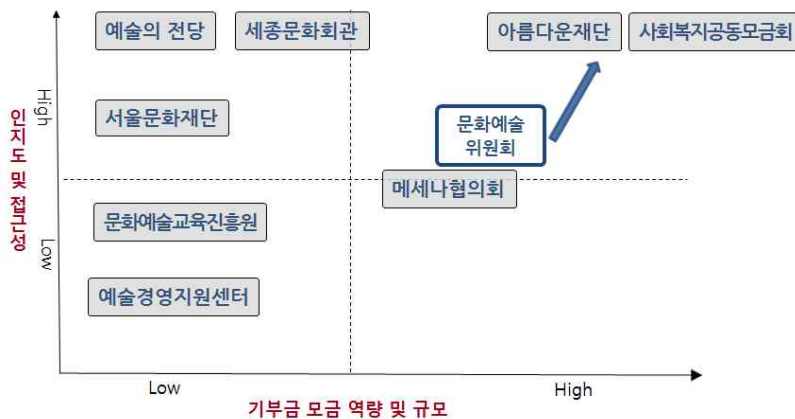 예술의 전당
세종문화회관
아름다운재단
사회복지공동모금회
High
서울문화재단
문화예술
위원회
인지도 및 접근성
메세나협의회
문화예술교육진흥원
Low
예술경영지원센터
Low
High
기부금 모금 역량 및 규모